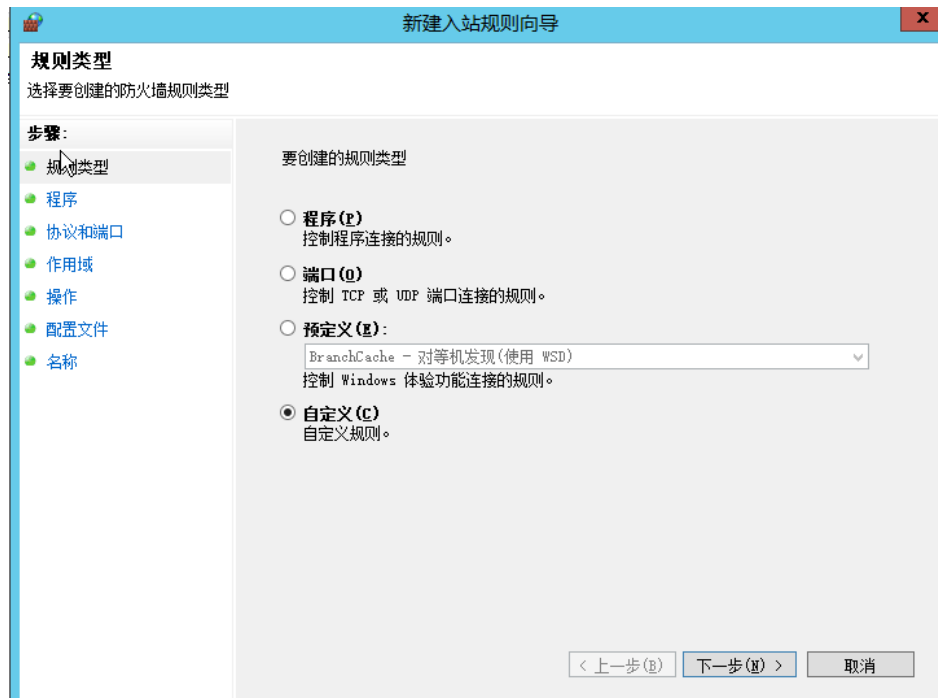 新建入站规则向导
x
规则类型
选择要创建的防火墙规则类型
步骤:
规则类型
程序
协议和端口
作用域
操作
配置文件
名称
要创建的规则类型
程序(P)
控制程序连接的规则。
端口(O)
控制 TCP 或 UDP 端口连接的规则。
预定义(E):
BranchCache - 对等机发现(使用 WSD)
控制 Windows 体验功能连接的规则。
自定义(C)
自定义规则。
< 上一步(B)
下一步(N) >
取消